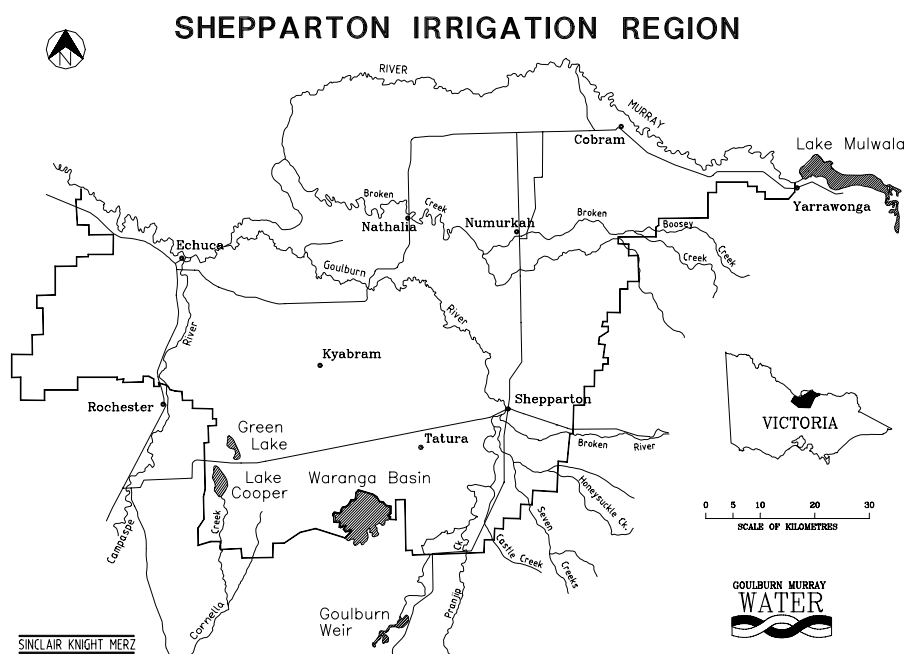 SHEPPARTON IRRIGATION REGION
N
RIVER
MURRAY
Cobram
Lake Mulwala
Yarrawonga
Broken
Creek
Nathalia
Numurkah
Broken
Boosey
Creek
Creek
Echuca
Goulburn
River
River
Kyabram
Rochester
Shepparton
Tatura
Broken
River
Green
Lake
Lake
Cooper
Waranga Basin
Creek
Campaspe
Cornella
Honeysuckle Ck.
Seven
Creeks
Castle Creek
Ck.
Pranjip
Goulburn
Weir
VICTORIA
0 5 10 20 30
SCALE OF KILOMETRES
GOULBURN MURRAY
WATER
SINCLAIR KNIGHT MERZ